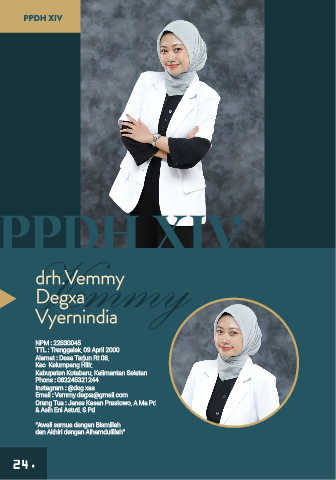 PPDH XIV
PPDH XIV
Vemmy
drh.Vemmy
Degxa
Vyernindia
NPM : 22830045
TTL : Trenggalek, 09 April 2000
Alamat : Desa Tarjun Rt 08,
Kec Kelumpang Hilir,
Kabupaten Kotabaru, Kalimantan Selatan
Phone : 082245321244
Instagram : @deg xaa
Email : Vemmy.degxa@gmail.com
Orang Tua : Janes Kesan Prastowo, A Ma Pd
& Asih Eni Astuti, S Pd
"Awali semua dengan Bismillah
dan Akhiri dengan Alhamdulillah"
24